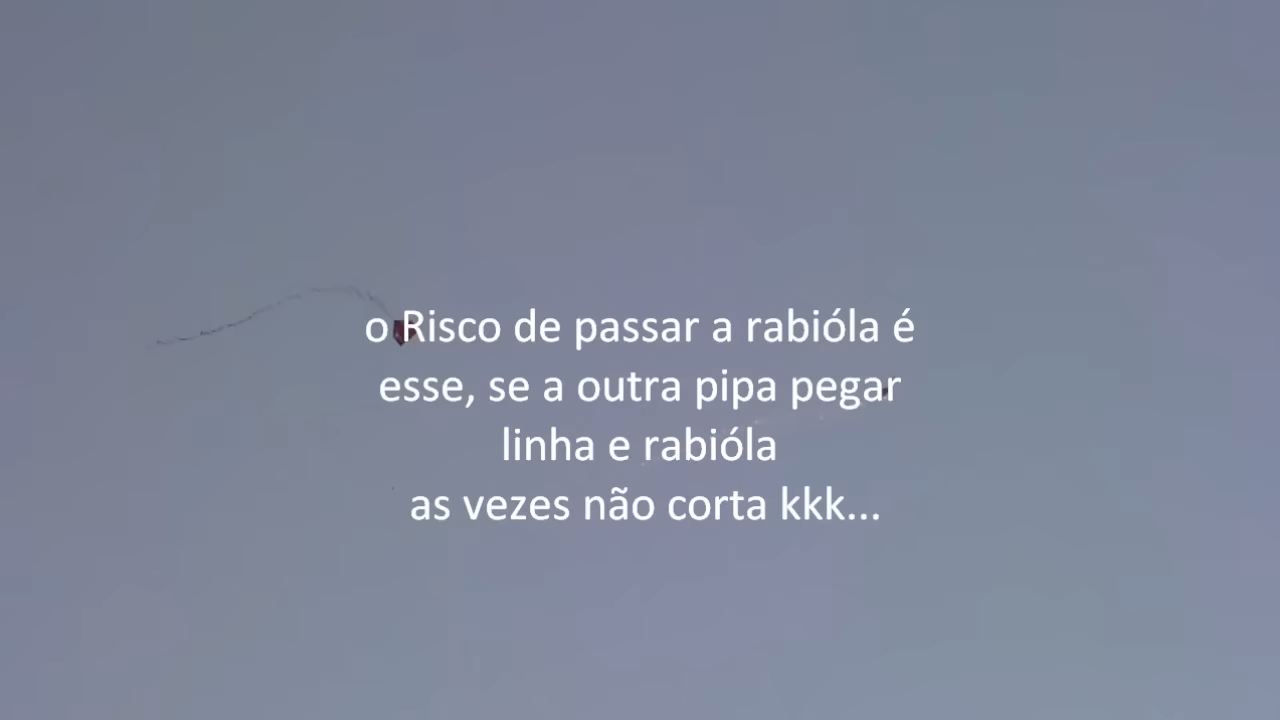 o Risco de passar a rabióla é
esse, se a outra pipa pegar
linha e rabióla
as vezes não corta kkk...